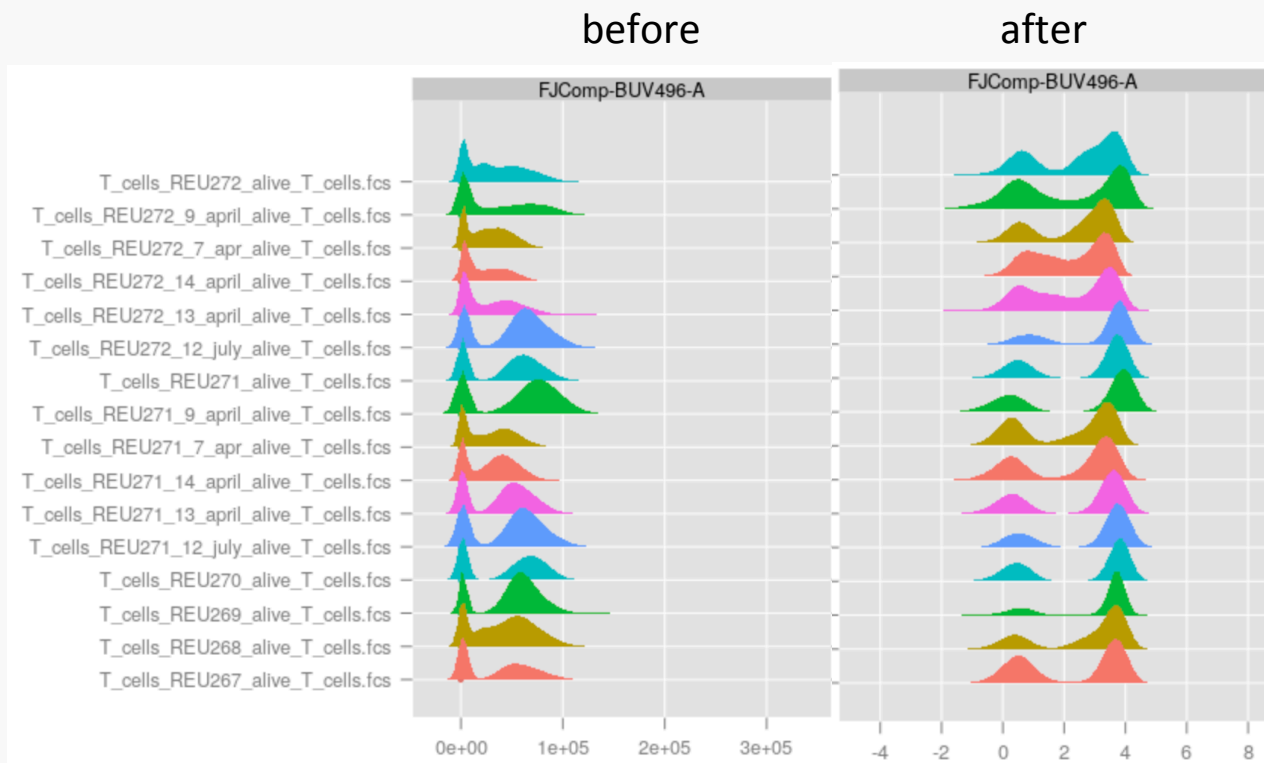 before after
FJComp-BUV496-A FJComp-BUV496-A
T_cells_REU272_alive_T_cells.fcs
T_cells_REU272_9_april_alive_T_cells.fcs
T_cells_REU272_7_apr_alive_T_cells.fcs
T_cells_REU272_14_april_alive_T_cells.fcs
T_cells_REU272_13_april_alive_T_cells.fcs
T_cells_REU272_12_july_alive_T_cells.fcs
T_cells_REU271_alive_T_cells.fcs
T_cells_REU271_9_april_alive_T_cells.fcs
T_cells_REU271_7_apr_alive_T_cells.fcs
T_cells_REU271_14_april_alive_T_cells.fcs
T_cells_REU271_13_april_alive_T_cells.fcs
T_cells_REU271_12_july_alive_T_cells.fcs
T_cells_REU270_alive_T_cells.fcs
T_cells_REU269_alive_T_cells.fcs
T_cells_REU268_alive_T_cells.fcs
T_cells_REU267_alive_T_cells.fcs
0e+00 1e+05 2e+05 3e+05 -4 -2 0 2 4 6 8